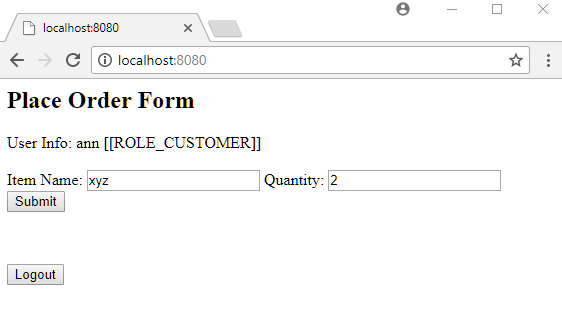 localhost:8080
localhost:8080
Place Order Form
User Info: ann [[ROLE_CUSTOMER]]
Item Name: xyz Quantity: 2
Submit
Logout